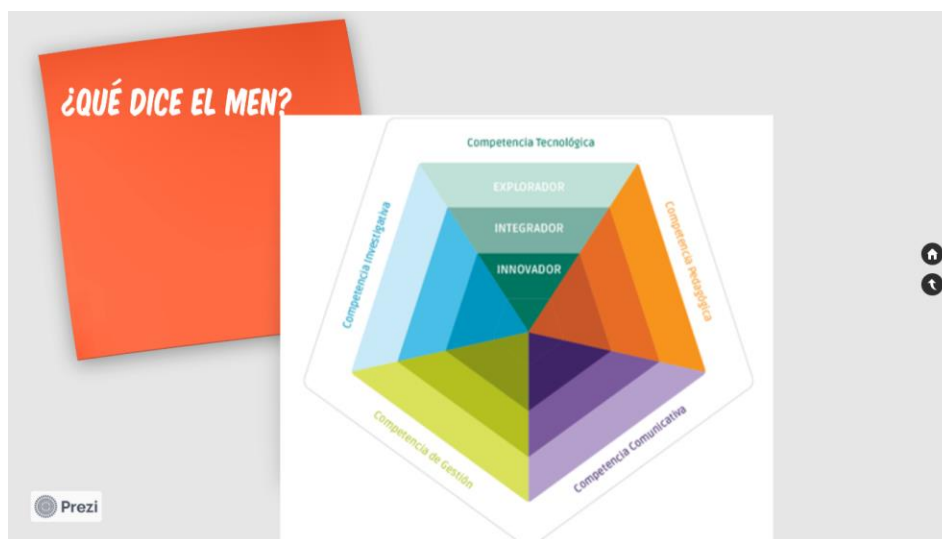 ¿QUÉ DICE EL MEN?
Competencia Tecnológica
EXPLORADOR
INTEGRADOR
INNOVADOR
Competencia Investigativa
Competencia Pedagógica
Competencia de Gestión
Competencia Comunicativa
Prezi